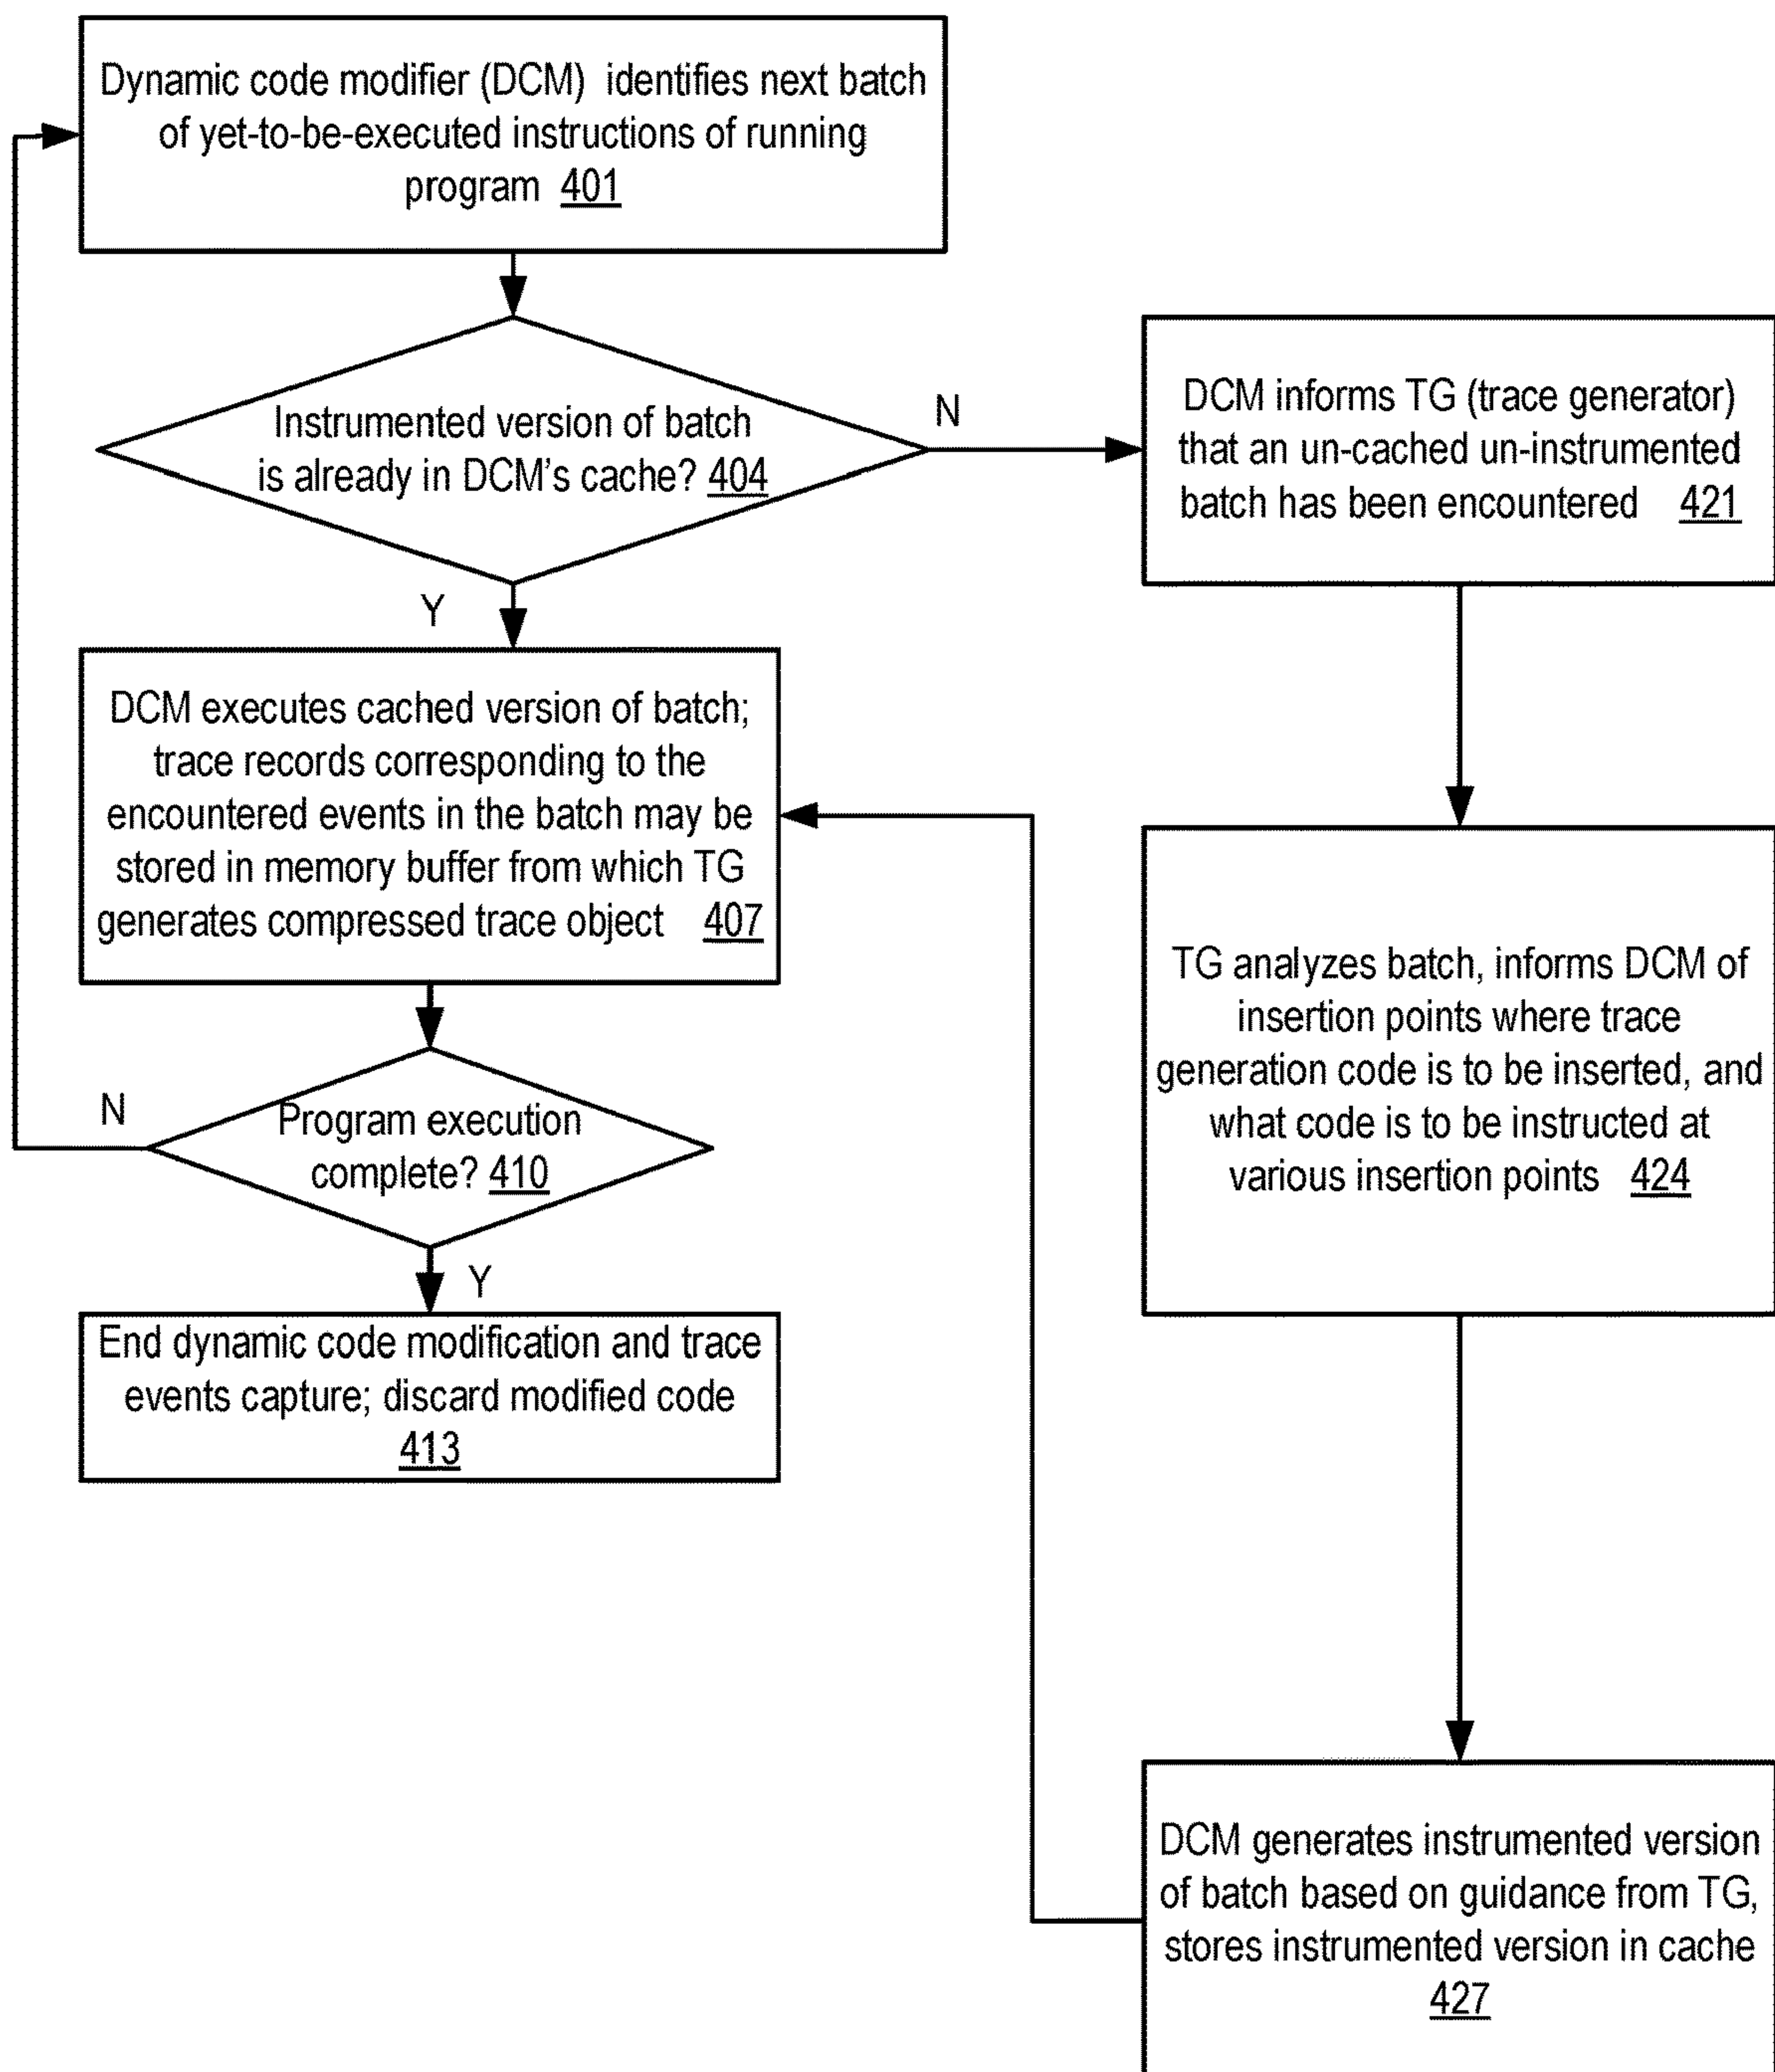 Dynamic code modifier (DCM) identifies next batch
of yet-to-be-executed instructions of running
program 401
Instrumented version of batch
is already in DCM's cache? 404
N
Y
DCM informs TG (trace generator)
that an un-cached un-instrumented
batch has been encountered 421
DCM executes cached version of batch;
trace records corresponding to the
encountered events in the batch may be
stored in memory buffer from which TG
generates compressed trace object 407
TG analyzes batch, informs DCM of
insertion points where trace
generation code is to be inserted, and
what code is to be instructed at
various insertion points 424
N
Program execution
complete? 410
Y
End dynamic code modification and trace
events capture; discard modified code
413
DCM generates instrumented version
of batch based on guidance from TG,
stores instrumented version in cache
427